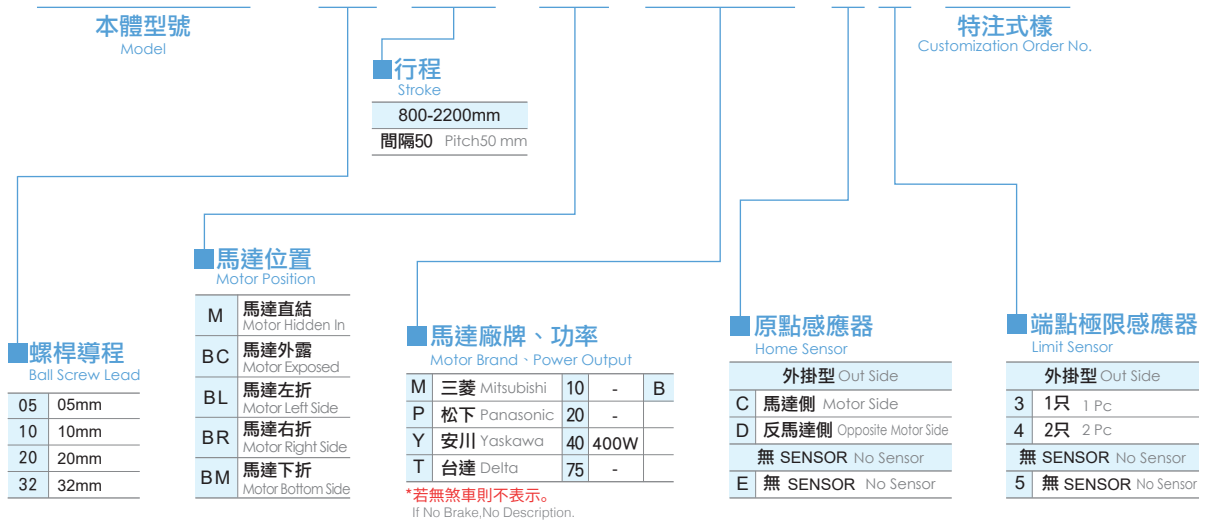 本體型號
Model
特注式樣
Customization Order No.
行程
Stroke
800-2200mm
間隔50 Pitch50 mm
螺桿導程
Ball Screw Lead
05 05mm
10 10mm
20 20mm
32 32mm
馬達位置
Motor Position
M 馬達直結
Motor Hidden In
BC 馬達外露
Motor Exposed
BL 馬達左折
Motor Left Side
BR 馬達右折
Motor Right Side
BM 馬達下折
Motor Bottom Side
馬達廠牌、功率
Motor Brand、Power Output
M 三菱 Mitsubishi 10 - B
P 松下 Panasonic 20 -
Y 安川 Yaskawa 40 400W
T 台達 Delta 75 -
*若無煞車則不表示。
If No Brake,No Description.
原點感應器
Home Sensor
外掛型 Out Side
C 馬達側 Motor Side
D 反馬達側 Opposite Motor Side
無 SENSOR No Sensor
E 無 SENSOR No Sensor
端點極限感應器
Limit Sensor
外掛型 Out Side
3 1只 1 Pc
4 2只 2 Pc
無 SENSOR No Sensor
5 無 SENSOR No Sensor